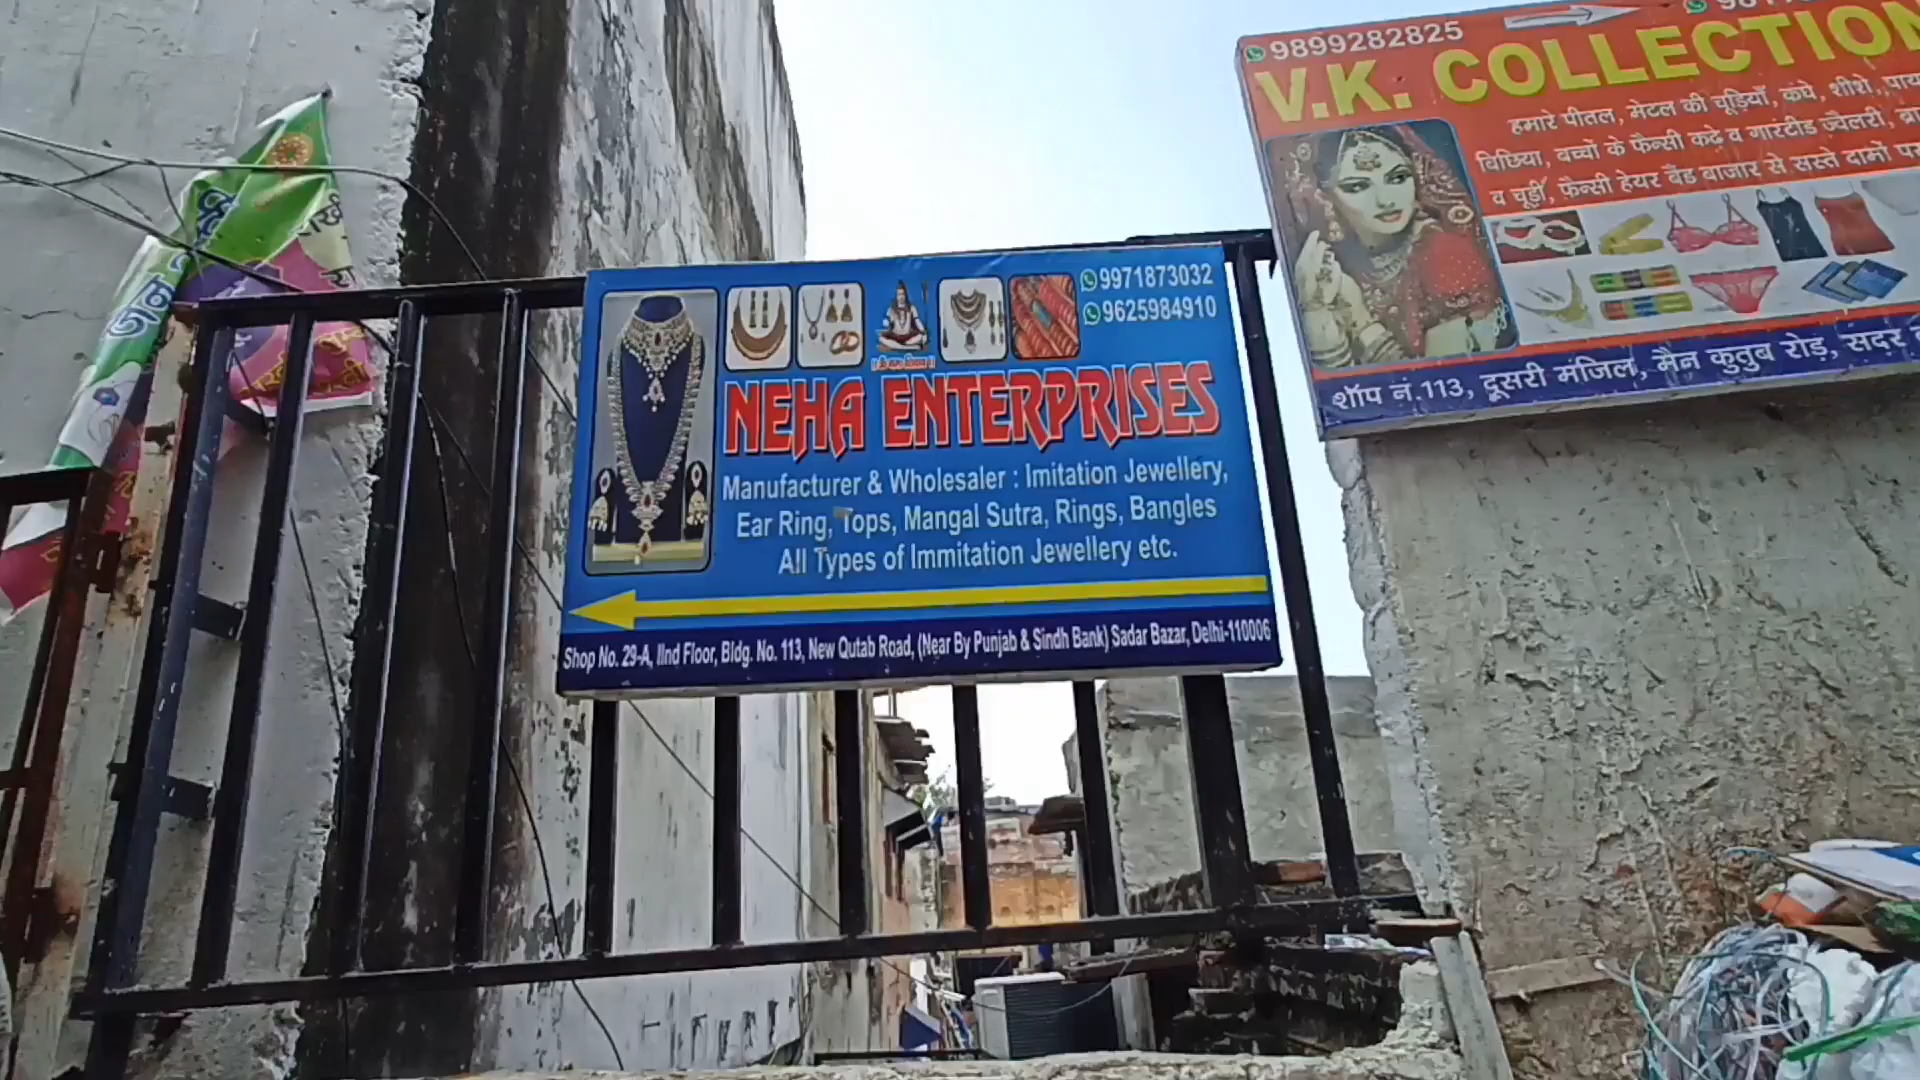 9899282825
V.K. COLLECTION
हमारे पीतल, मेटल की चूड़ियाँ, कंघे, शीशे,
बिछिया, बच्चों के फैन्सी कढे व गारंटीड ज्वैलरी,
व चूड़ी, फ़ैन्सी हेयर बैंड बाजार से सस्ते दामों पर
शॉप नं.113, दूसरी मंजिल, मैन कुतुब रोड़, सदर
9971873032
9625984910
NEHA ENTERPRISES
Manufacturer & Wholesaler : Imitation Jewellery,
Ear Ring, Tops, Mangal Sutra, Rings, Bangles
All Types of Immitation Jewellery etc.
Shop No. 29-A, IInd Floor, Bldg. No. 113, New Qutab Road, (Near By Punjab & Sindh Bank) Sadar Bazar, Delhi-110006